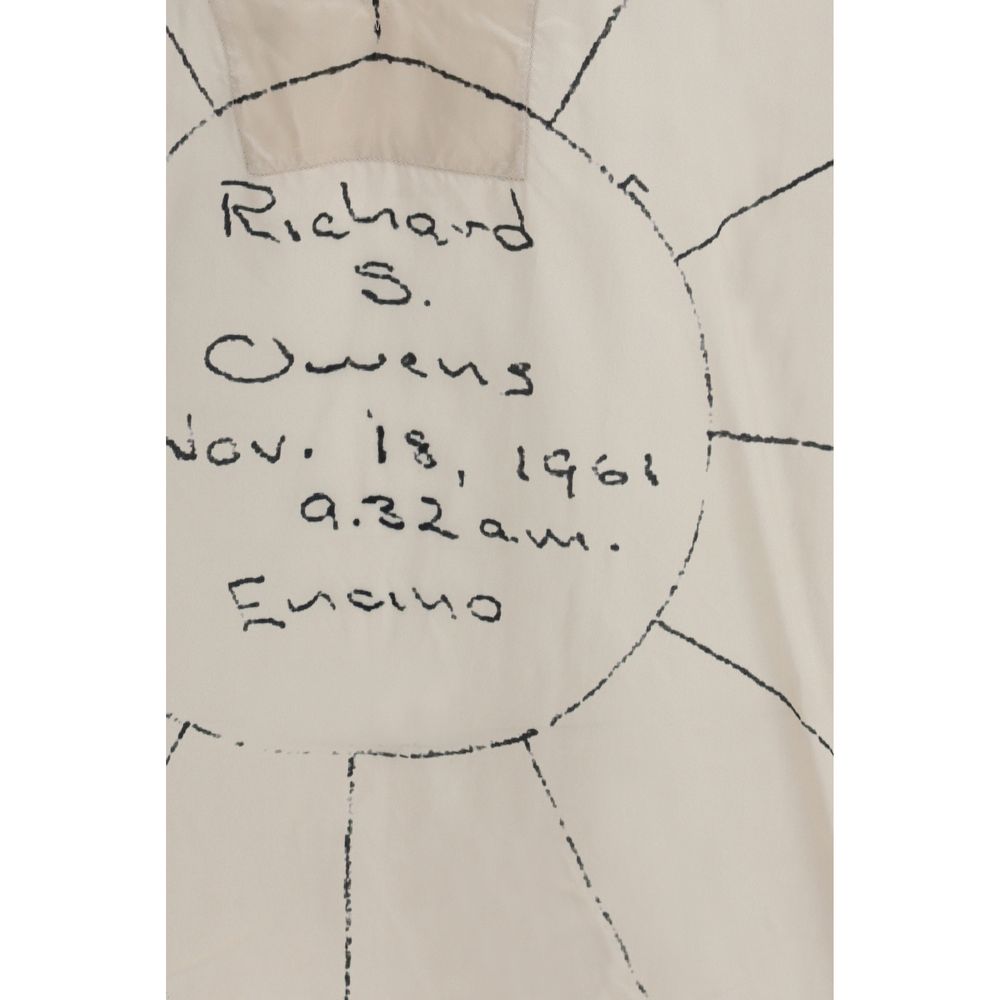 Richard
S.
Owens
Nov. 18, 1961
9.32 a.m.
Encino